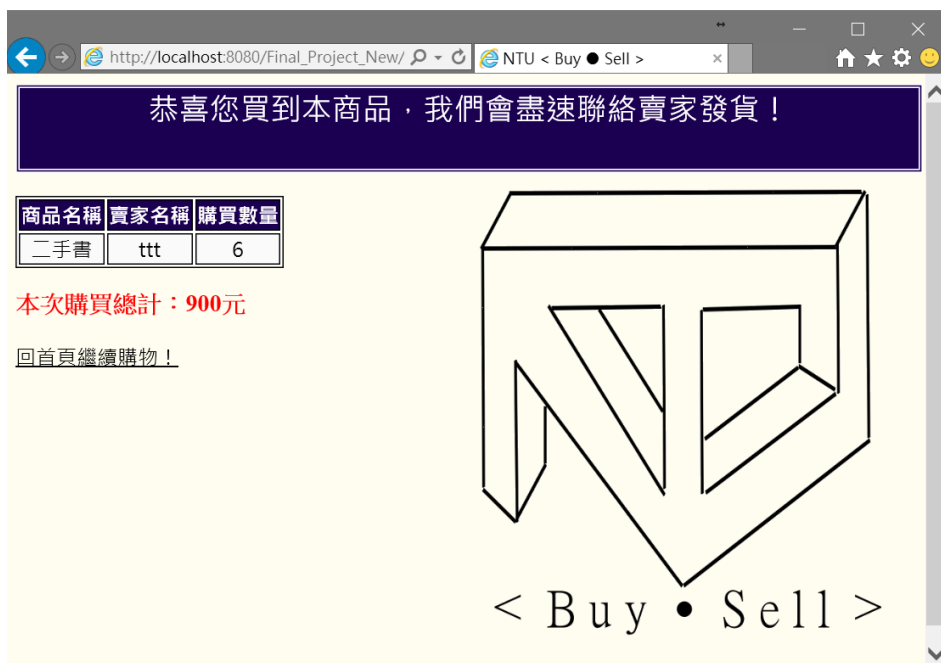 http://localhost:8080/Final_Project_New/
NTU < Buy ● Sell >
恭喜您買到本商品，我們會盡速聯絡賣家發貨！
商品名稱 賣家名稱 購買數量
二手書 ttt 6
本次購買總計：900元
回首頁繼續購物！
< Buy ● Sell >